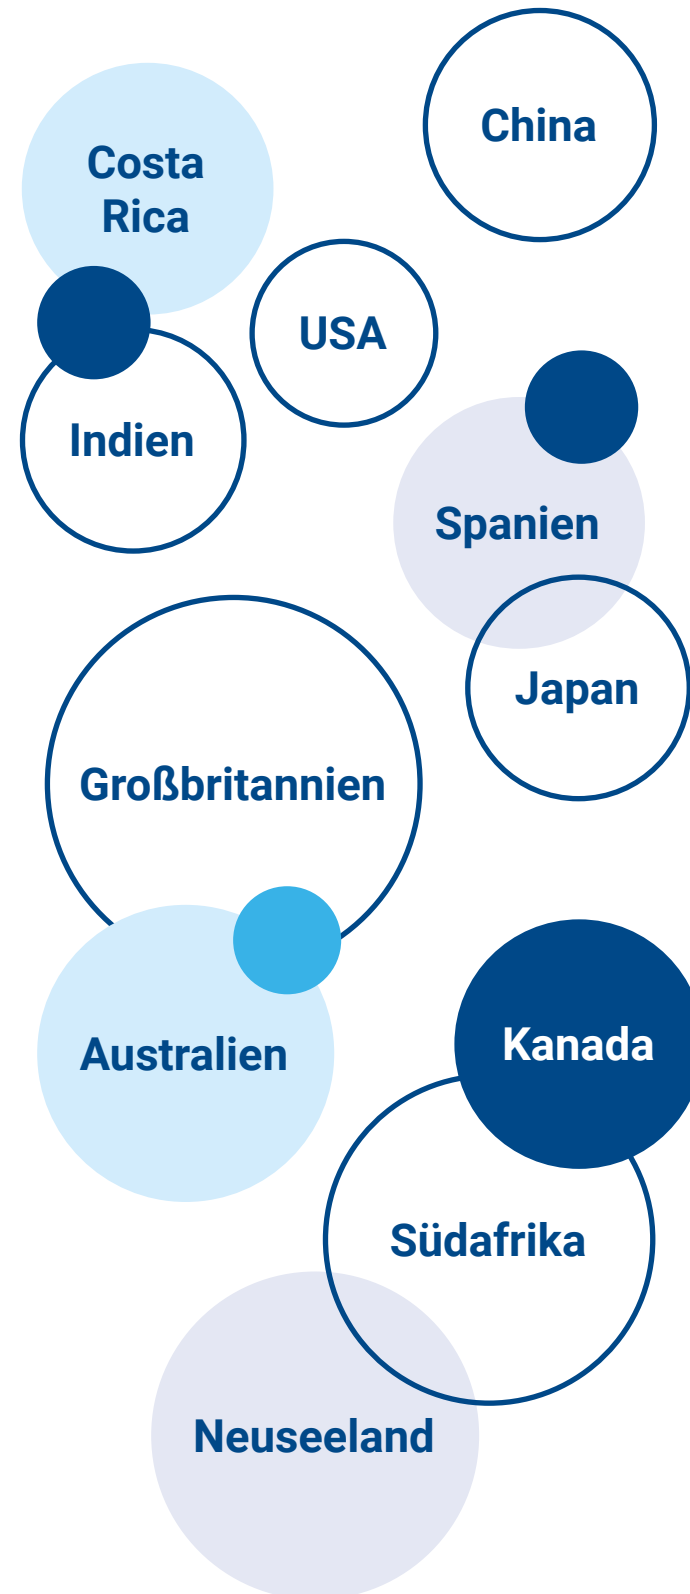 China
Costa
Rica
USA
Indien
Spanien
Japan
Großbritannien
Kanada
Australien
Südafrika
Neuseeland